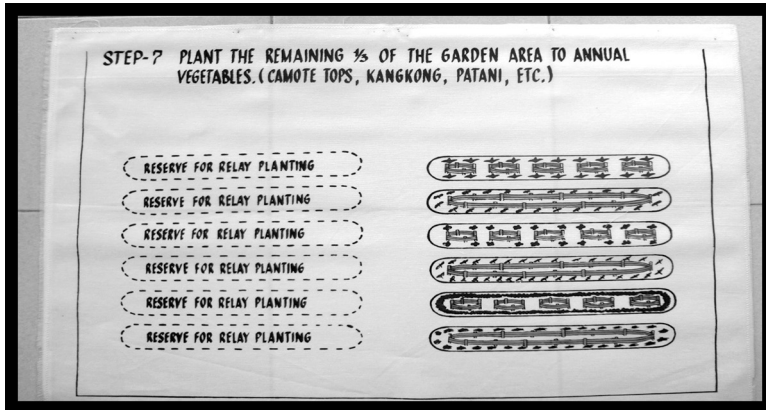 STEP-7 PLANT THE REMAINING ⅓ OF THE GARDEN AREA TO ANNUAL
VEGETABLES. (CAMOTE TOPS, KANGKONG, PATANI, ETC.)
RESERVE FOR RELAY PLANTING
RESERVE FOR RELAY PLANTING
RESERVE FOR RELAY PLANTING
RESERVE FOR RELAY PLANTING
RESERVE FOR RELAY PLANTING
RESERVE FOR RELAY PLANTING